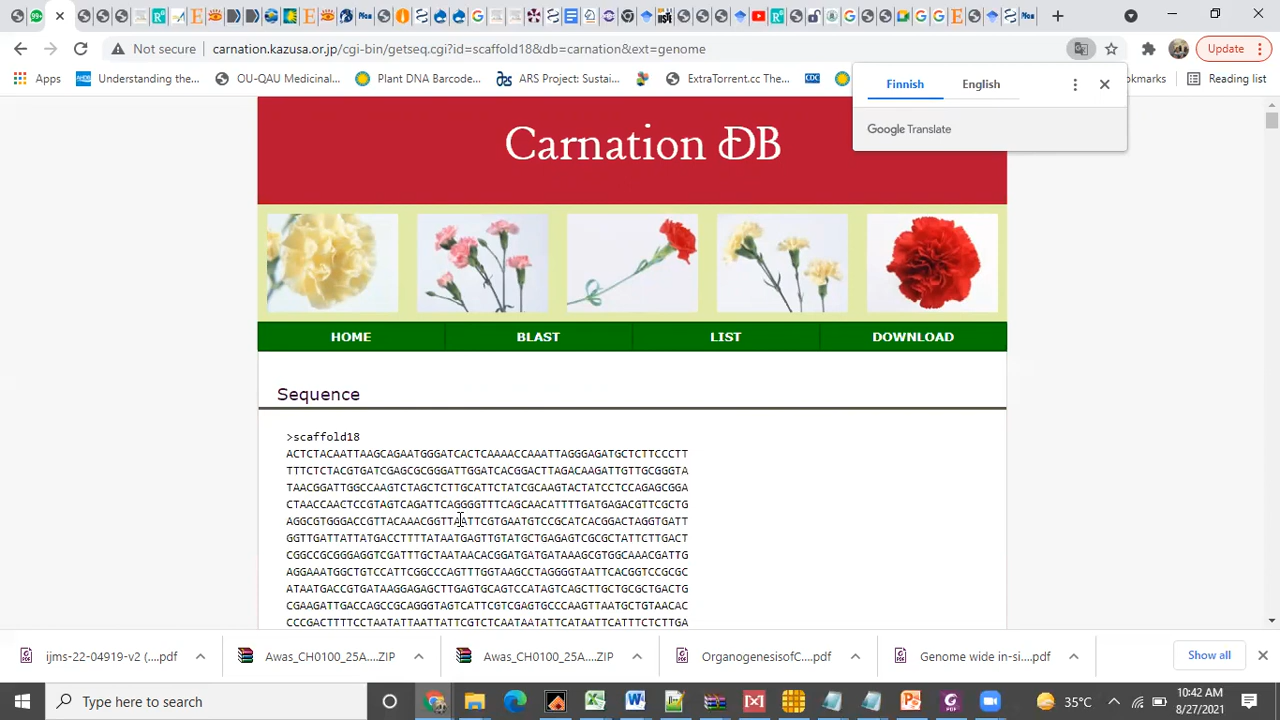 99
Not secure
carnation.kazusa.or.jp/cgi-bin/getseq.cgi?id=scaffold18&db=carnation&ext=genome
Update
Apps
Understanding the...
OU-QAU Medicinal...
Plant DNA Barcode...
ARS Project: Sustai...
CDC
ExtraTorrent.cc The...
okmarks
Reading list
Finnish
English
Google Translate
Carnation DB
HOME
BLAST
LIST
DOWNLOAD
Sequence
>scaffold18
ACTCTACAATTAAGCAGAATGGGATCACTCAAAACCAAATTAGGGAGATGCTCTTCCCTT
TTTCTCTACGTGATCGAGCGCGGGATTGGATCACGGACTTAGACAAGATTGTTGCGGGTA
TAACGGATTGGCCAAGTCTAGCTCTTGCATTCTATCGCAAGTACTATCCTCCAGAGCGGA
CTAACCAACTCCGTAGTCAGATTCAGGGGTTTCAGCAACATTTTGATGAGACGTTCGCTG
AGGCGTGGGACCGTTACAAACGGTTAATTCGTGAATGTCCGCATCACGGACTAGGTGATT
GGTTGATTATTATGACCTTTTATAATGAGTTGTATGCTGAGAGTCGCGCTATTCTTGACT
CGGCCGCGGGAGGTCGATTTGCTAATAACACGGATGATGATAAAGCGTGGCAAACGATTG
AGGAAATGGCTGTCCATTCGGCCCAGTTTGGTAAGCCTAGGGGTAATTCACGGTCCGCGC
ATAATGACCGTGATAAGGAGAGCTTGAGTGCAGTCCATAGTCAGCTTGCTGCGCTGACTG
CGAAGATTGACCAGCCGCAGGGTAGTCATTCGTCGAGTGCCCAAGTTAATGCTGTAACAC
CCCGACTTTTCCTAATATTAATTATTCGTCTCAATAATATTCATAATTCATTTCTCTTGA
ijms-22-04919-v2 (....pdf
Awas_CH0100_25A....ZIP
Awas_CH0100_25A....ZIP
OrganogenesisofC....pdf
Genome wide in-si....pdf
Show all
Type here to search
35°C
10:42 AM
8/27/2021